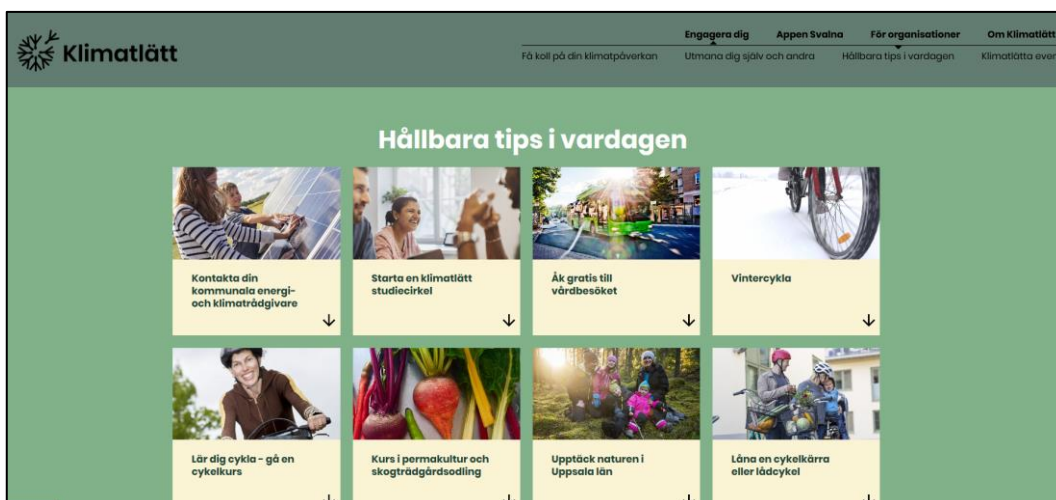 Klimatlätt
Engagera dig Appen Svalna För organisationer Om Klimatlätt
Få koll på din klimatpåverkan Utmana dig själv och andra Hållbara tips i vardagen Klimatlätta even
Hållbara tips i vardagen
Kontakta din
kommunala energi-
och klimatrådgivare
Starta en klimatlätt
studiecirkel
Åk gratis till
vårdbesöket
Vintercykla
Lär dig cykla - gå en
cykelkurs
Kurs i permakultur och
skogträdgårdsodling
Upptäck naturen i
Uppsala län
Låna en cykelkärra
eller lådcykel